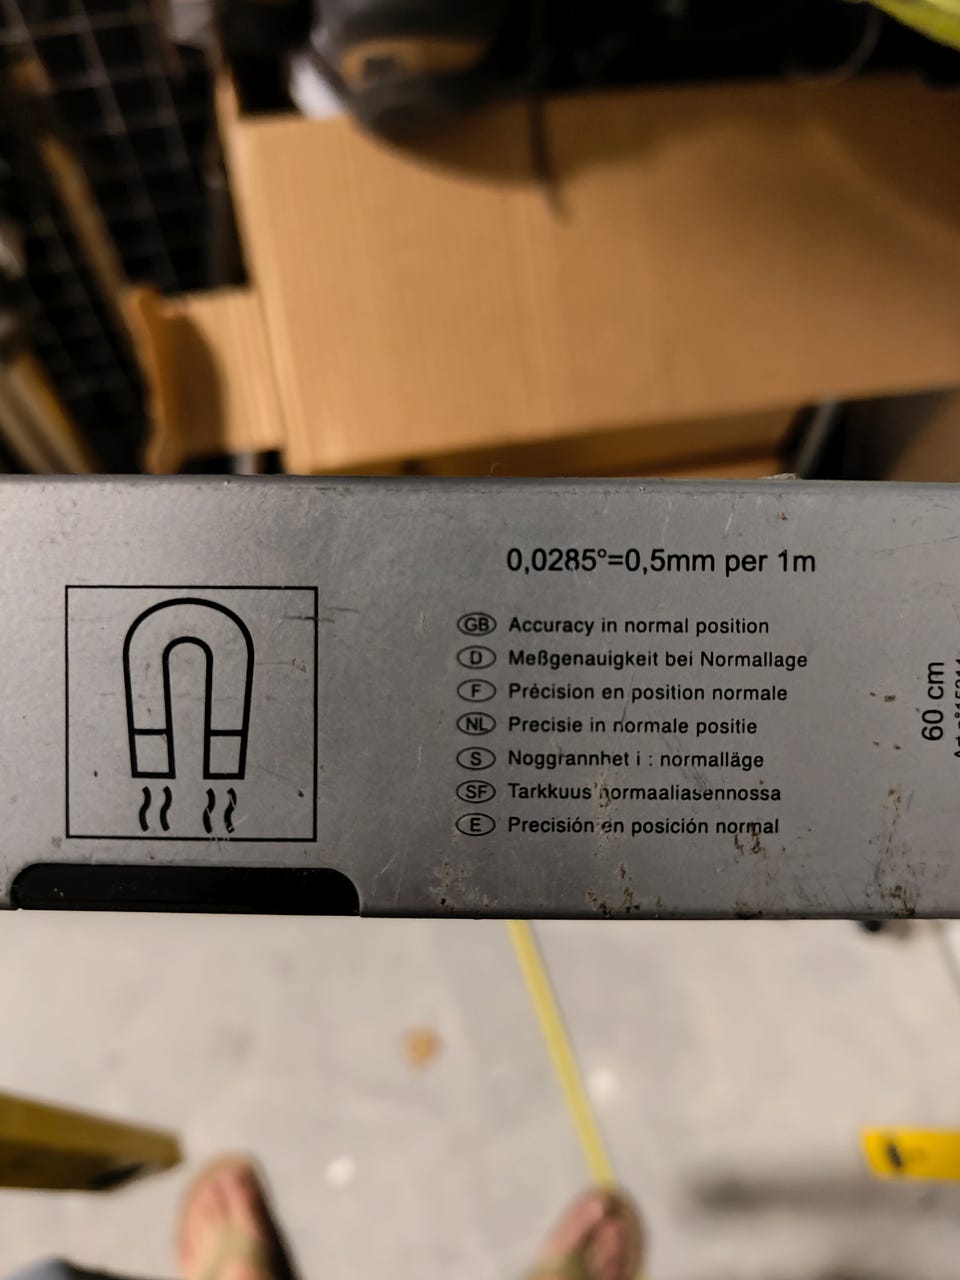 0,0285°=0,5mm per 1m
GB Accuracy in normal position
D Meßgenauigkeit bei Normallage
F Précision en position normale
NL Precisie in normale positie
S Noggrannhet i : normalläge
SF Tarkkuus normaaliasennossa
E Precisión en posición normal
60 cm